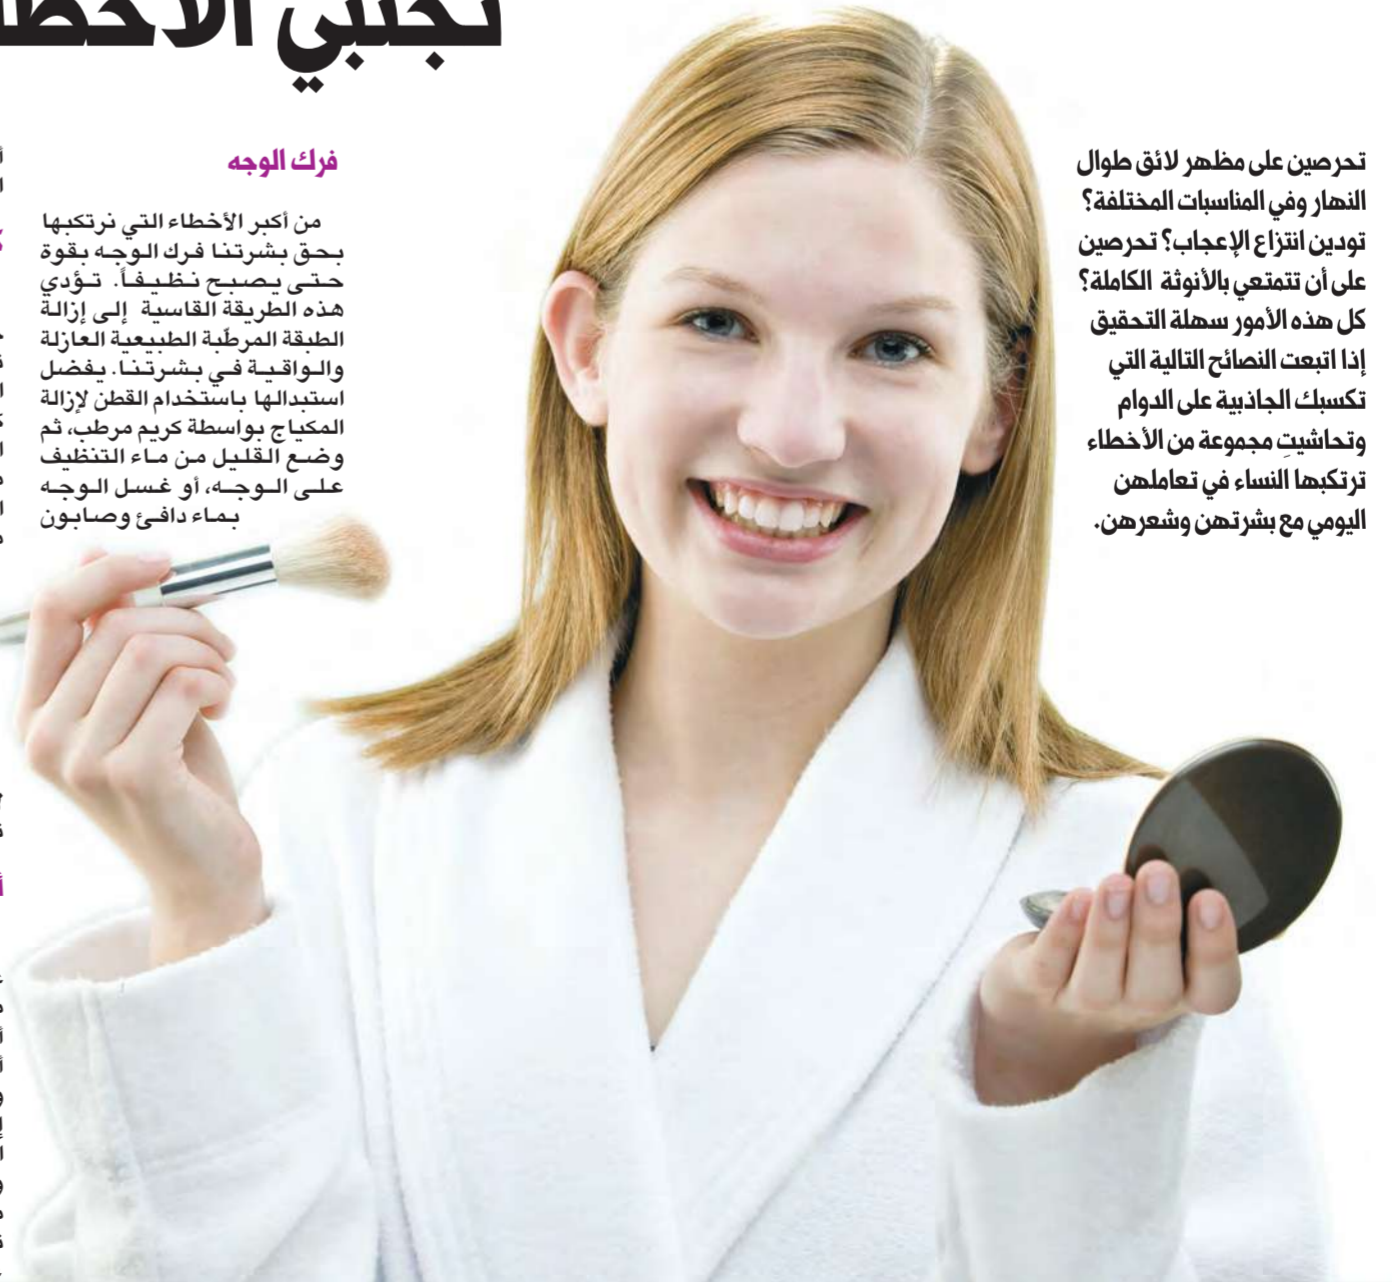 تجنبي
تحرصين على مظهر لائق طوال
النهار وفي المناسبات المختلفة؟
تودين انتزاع الإعجاب؟ تحرصين
على أن تتمتعي بالأنوثة الكاملة؟
كل هذه الأمور سهلة التحقيق
إذا اتبعت النصائح التالية التي
تكسبك الجاذبية على الدوام
وتحاشيتِ مجموعة من الأخطاء
ترتكبها النساء في تعاملهن
اليومي مع بشرتهن وشعرهن.
فرك الوجه
من أكبر الأخطاء التي نرتكبها
بحق بشرتنا فرك الوجه بقوة
حتى يصبح نظيفاً. تؤدي
هذه الطريقة القاسية إلى إزالة
الطبقة المرطّبة الطبيعية العازلة
والواقية في بشرتنا. يفضل
استبدالها باستخدام القطن لإزالة
المكياج بواسطة كريم مرطب، ثم
وضع القليل من ماء التنظيف
على الوجه، أو غسل الوجه
بماء دافئ وصابون